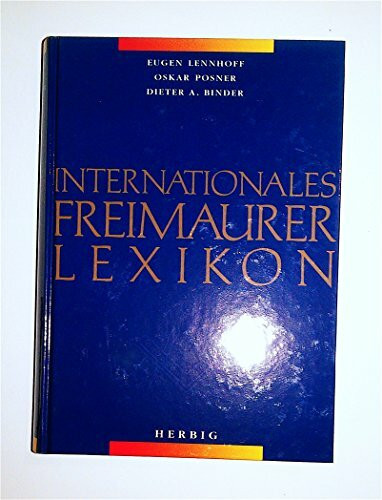 EUGEN LENNHOFF
OSKAR POSNER
DIETER A. BINDER
INTERNATIONALES
FREIMAURER
LEXIKON
HERBIG